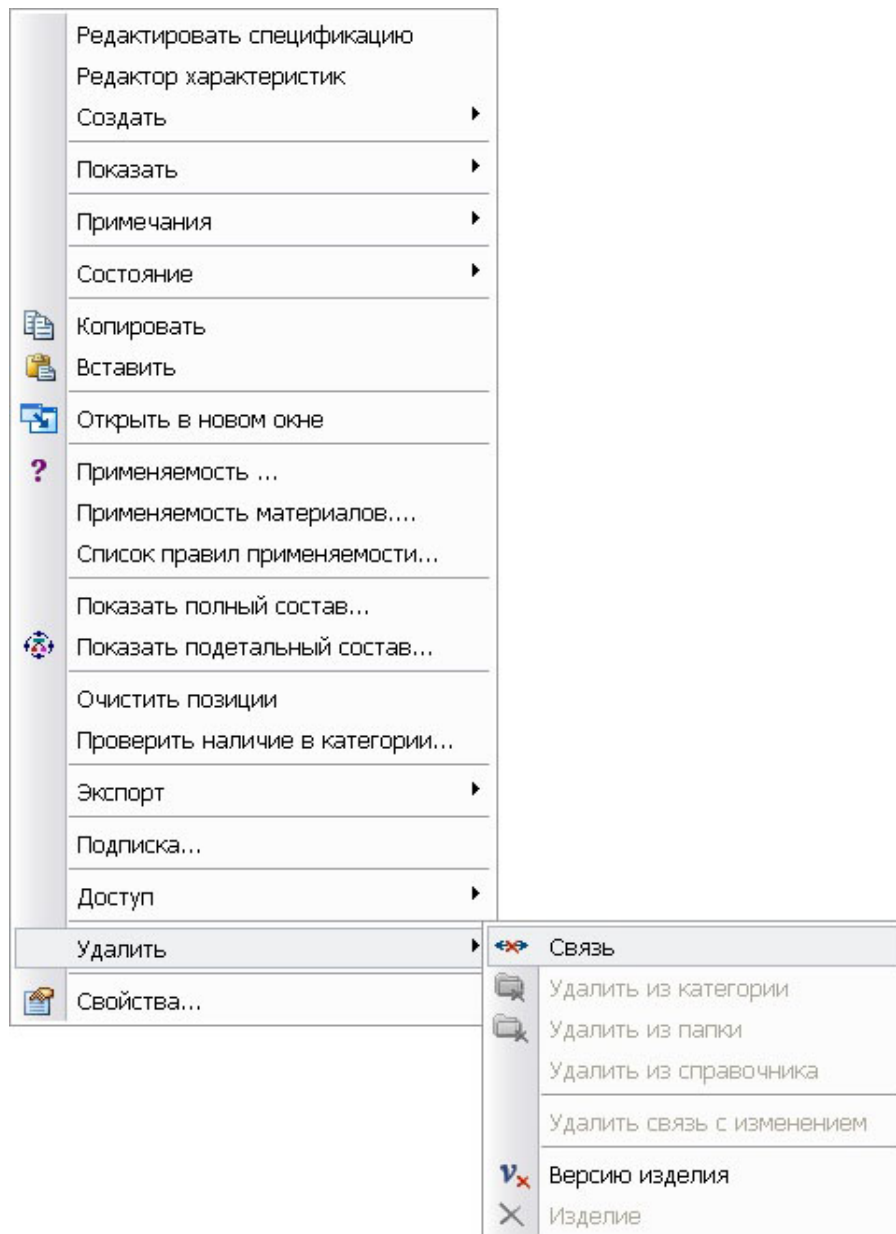 Редактировать спецификацию
Редактор характеристик
Создать
Показать
Примечания
Состояние
Копировать
Вставить
Открыть в новом окне
? Применяемость ...
Применяемость материалов....
Список правил применяемости...
Показать полный состав...
Показать подетальный состав...
Очистить позиции
Проверить наличие в категории...
Экспорт
Подписка...
Доступ
Удалить
Свойства...
Связь
Удалить из категории
Удалить из папки
Удалить из справочника
Удалить связь с изменением
Версию изделия
Изделие